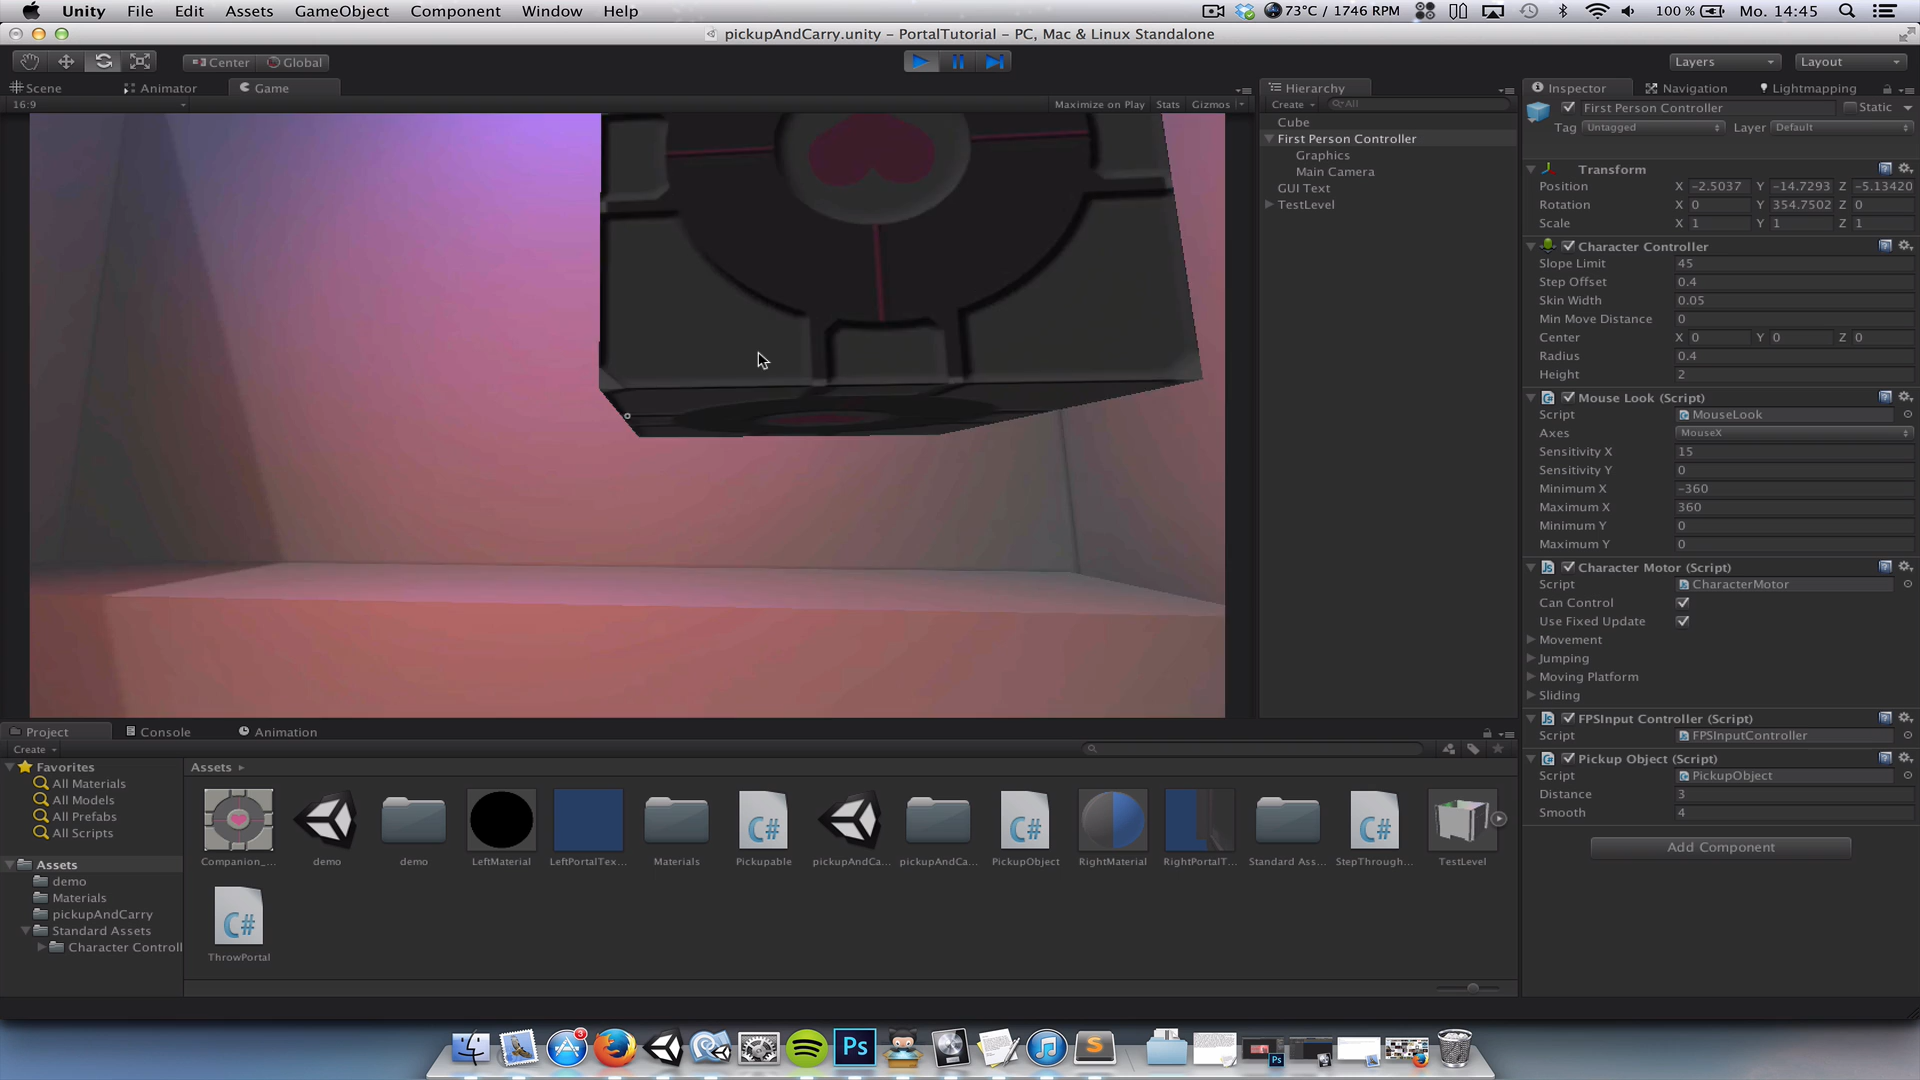 Unity File Edit Assets GameObject Component Window Help 73°C / 1746 RPM 100 % Mo. 14:45
pickupAndCarry.unity – PortalTutorial – PC, Mac & Linux Standalone
Center Global Layers Layout
Scene Animator Game
16:9 Maximize on Play Stats Gizmos
Hierarchy
Create All
Cube
First Person Controller
Graphics
Main Camera
GUI Text
TestLevel
Inspector Navigation Lightmapping
First Person Controller Static
Tag Untagged Layer Default
Transform
Position X -2.5037 Y -14.7293 Z -5.13420
Rotation X 0 Y 354.7502 Z 0
Scale X 1 Y 1 Z 1
Character Controller
Slope Limit 45
Step Offset 0.4
Skin Width 0.05
Min Move Distance 0
Center X 0 Y 0 Z 0
Radius 0.4
Height 2
Mouse Look (Script)
Script MouseLook
Axes MouseX
Sensitivity X 15
Sensitivity Y 0
Minimum X -360
Maximum X 360
Minimum Y 0
Maximum Y 0
Character Motor (Script)
Script CharacterMotor
Can Control
Use Fixed Update
Movement
Jumping
Moving Platform
Sliding
FPSInput Controller (Script)
Script FPSInputController
Pickup Object (Script)
Script PickupObject
Distance 3
Smooth 4
Add Component
Project Console Animation
Create
Favorites
All Materials
All Models
All Prefabs
All Scripts
Assets
demo
Materials
pickupAndCarry
Standard Assets
Character Controll
Assets
Companion_... demo demo LeftMaterial LeftPortalTex... Materials Pickupable pickupAndCa... pickupAndCa... PickupObject RightMaterial RightPortalT... Standard Ass... StepThrough... TestLevel
C# C# C#
C#
ThrowPortal
3
Ps
S
Ps